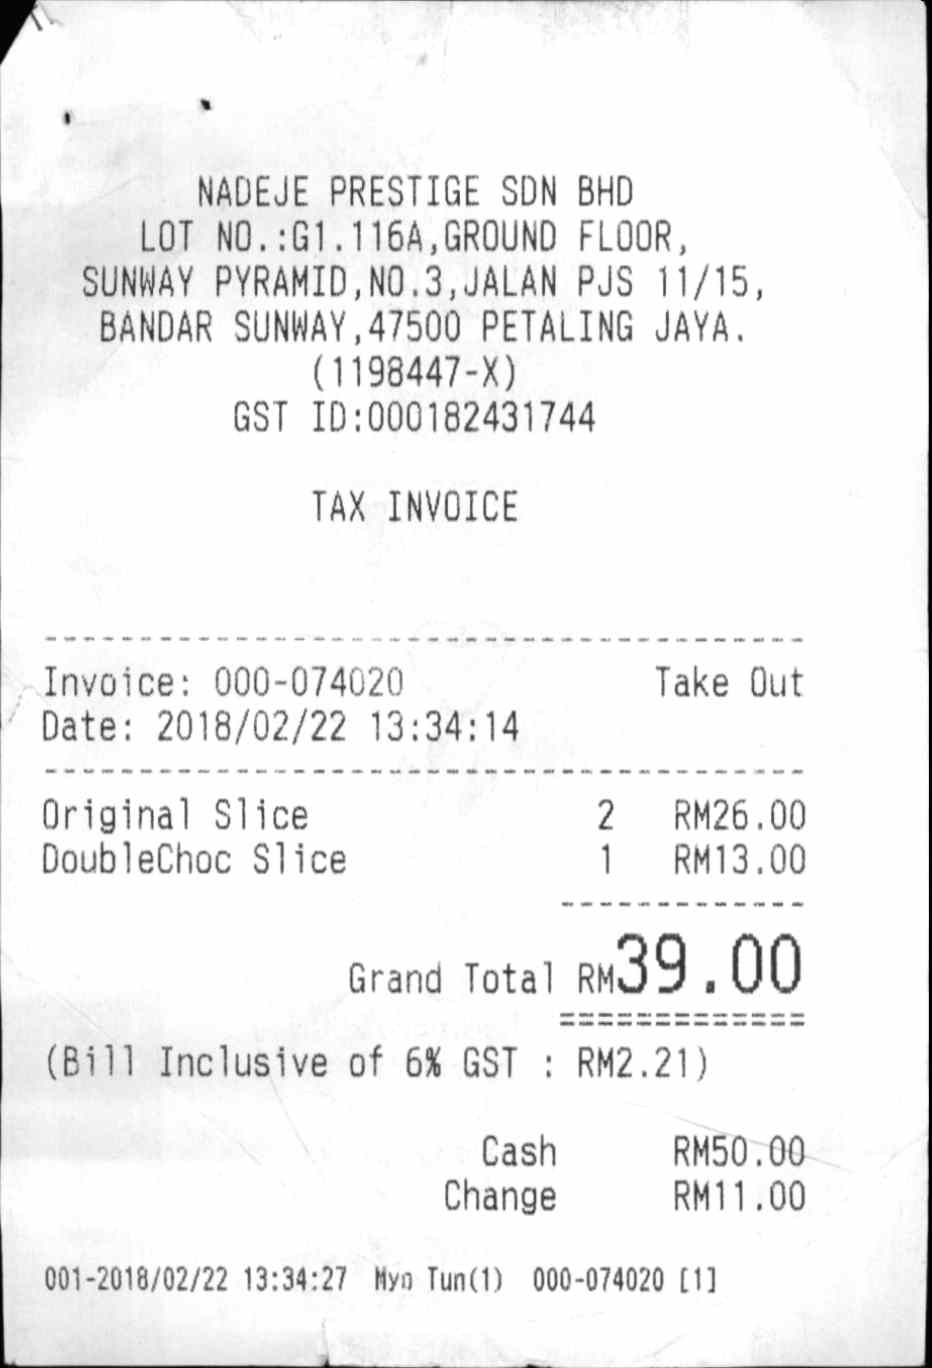 NADEJE PRESTIGE SDN BHD
LOT NO.:G1.116A,GROUND FLOOR,
SUNWAY PYRAMID,NO.3,JALAN PJS 11/15,
BANDAR SUNWAY,47500 PETALING JAYA.
(1198447-X)
GST ID:000182431744
TAX INVOICE
Invoice: 000-074020 Take Out
Date: 2018/02/22 13:34:14
Original Slice 2 RM26.00
DoubleChoc Slice 1 RM13.00
Grand Total RM39.00
(Bill Inclusive of 6% GST : RM2.21)
Cash RM50.00
Change RM11.00
001-2018/02/22 13:34:27 Myo Tun(1) 000-074020 [1]